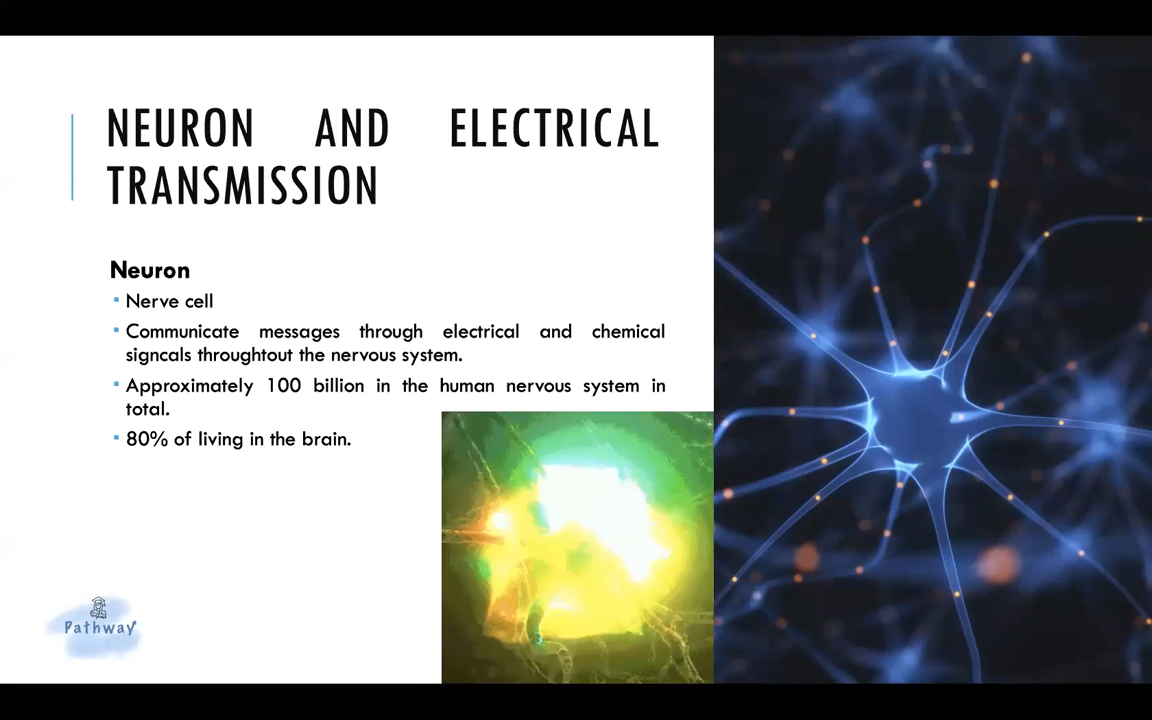 NEURON AND ELECTRICAL
TRANSMISSION
Neuron
▪ Nerve cell
▪ Communicate messages through electrical and chemical
signcals throughtout the nervous system.
▪ Approximately 100 billion in the human nervous system in
total.
▪ 80% of living in the brain.
Pathway